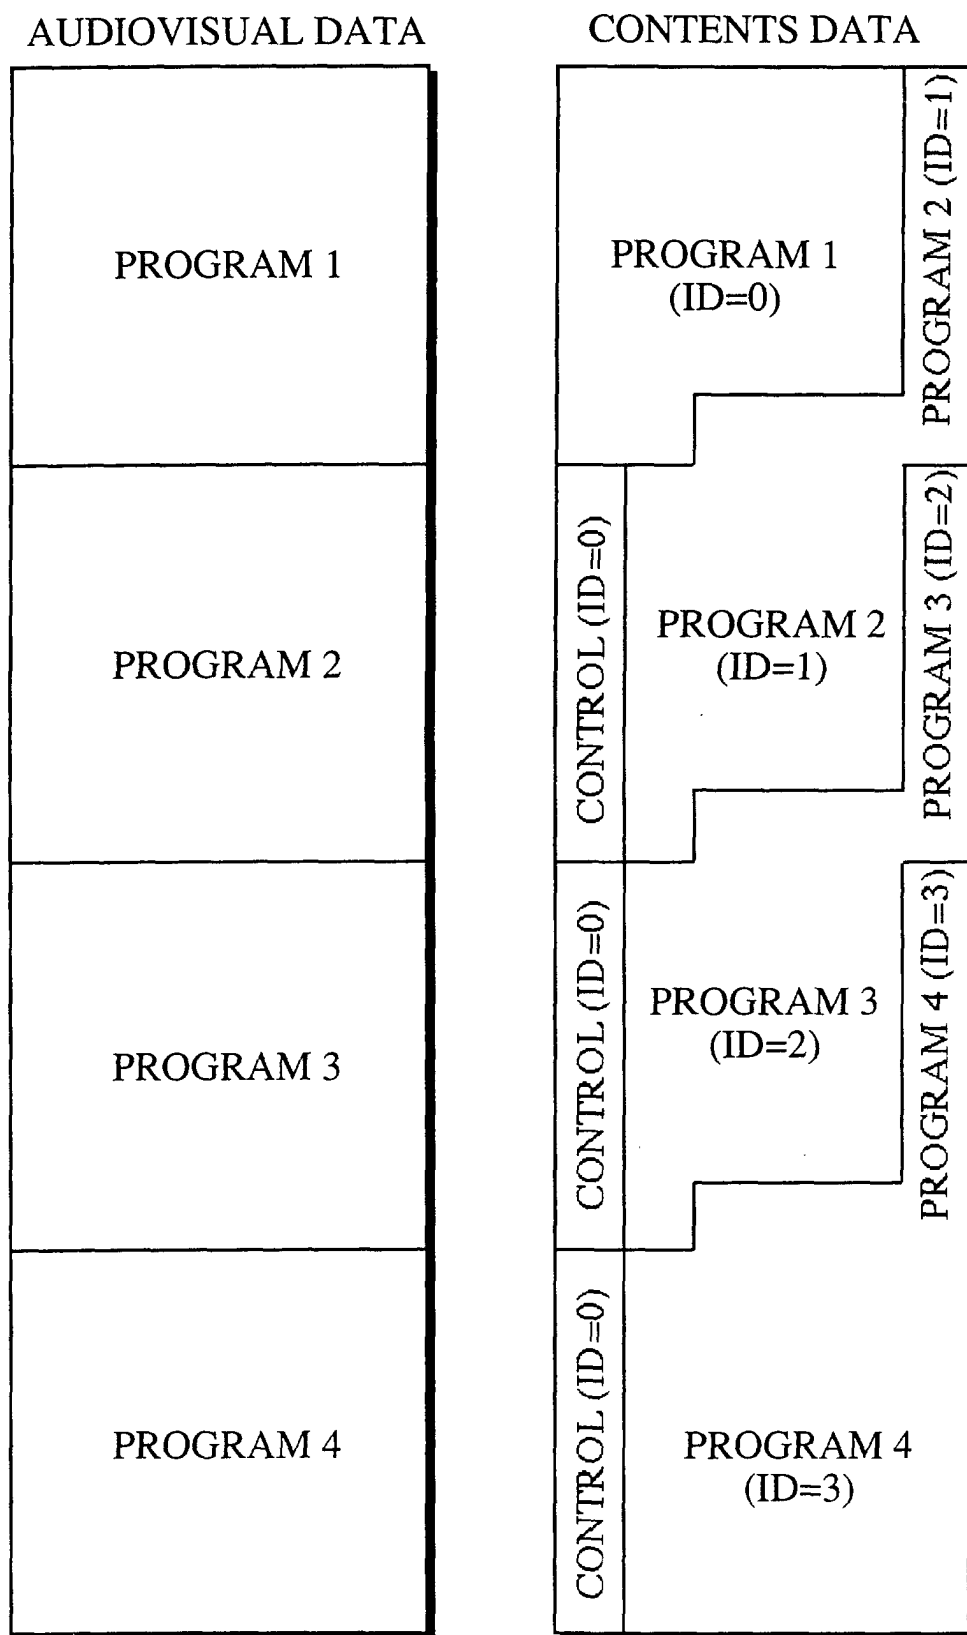 AUDIOVISUAL DATA
PROGRAM 1
PROGRAM 2
PROGRAM 3
PROGRAM 4
CONTENTS DATA
PROGRAM 1
(ID=0)
PROGRAM 2 (ID=1)
CONTROL (ID=0)
PROGRAM 2
(ID=1)
PROGRAM 3 (ID=2)
CONTROL (ID=0)
PROGRAM 3
(ID=2)
PROGRAM 4 (ID=3)
CONTROL (ID=0)
PROGRAM 4
(ID=3)